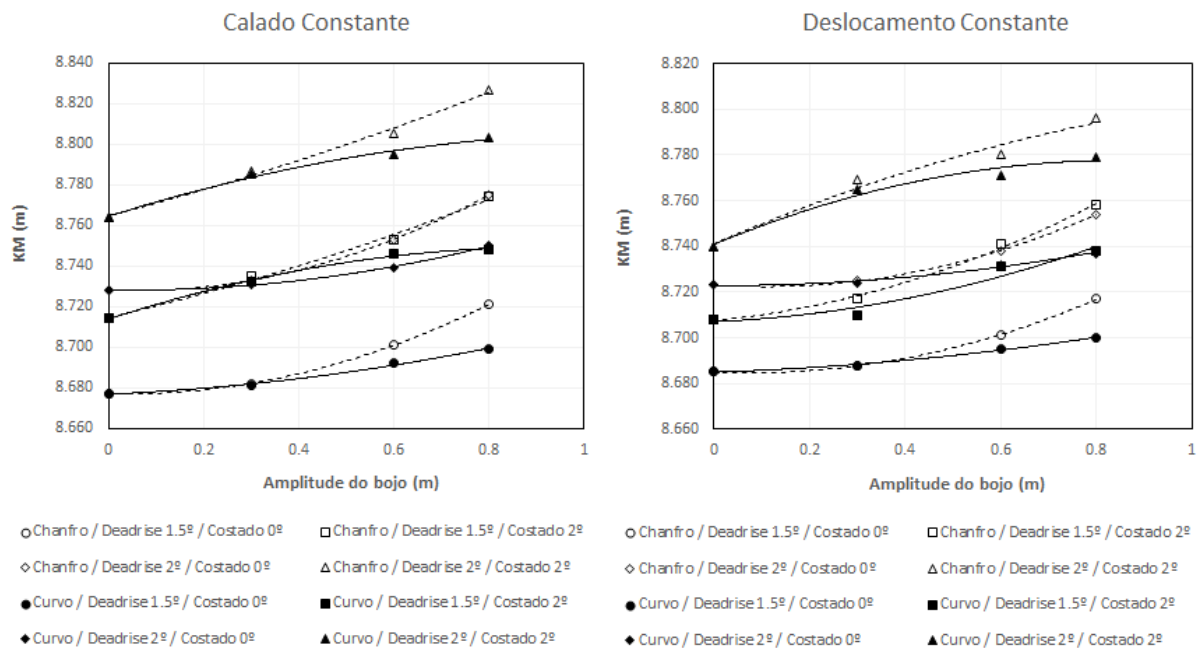 Calado Constante
8.840
8.820
8.800
8.780
8.760
8.740
8.720
8.700
8.680
8.660
KM (m)
0 0.2 0.4 0.6 0.8 1
Amplitude do bojo (m)
Chanfro / Deadrise 1.5º / Costado 0º
Chanfro / Deadrise 1.5º / Costado 2º
Chanfro / Deadrise 2º / Costado 0º
Chanfro / Deadrise 2º / Costado 2º
Curvo / Deadrise 1.5º / Costado 0º
Curvo / Deadrise 1.5º / Costado 2º
Curvo / Deadrise 2º / Costado 0º
Curvo / Deadrise 2º / Costado 2º
Deslocamento Constante
8.820
8.800
8.780
8.760
8.740
8.720
8.700
8.680
8.660
KM (m)
0 0.2 0.4 0.6 0.8 1
Amplitude do bojo (m)
Chanfro / Deadrise 1.5º / Costado 0º
Chanfro / Deadrise 1.5º / Costado 2º
Chanfro / Deadrise 2º / Costado 0º
Chanfro / Deadrise 2º / Costado 2º
Curvo / Deadrise 1.5º / Costado 0º
Curvo / Deadrise 1.5º / Costado 2º
Curvo / Deadrise 2º / Costado 0º
Curvo / Deadrise 2º / Costado 2º